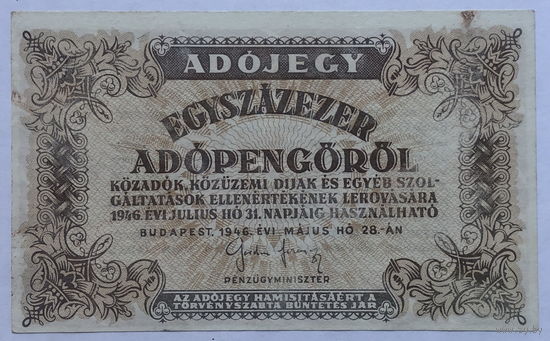 ADÓJEGY
EGYSZÁZEZER
ADÓPENGŐRŐL
KÖZADÓK, KÖZÜZEMI DIJAK ÉS EGYÉB SZOL-
GÁLTATÁSOK ELLENÉRTÉKÉNEK LEROVÁSÁRA
1946. ÉVI JULIUS HÓ 31. NAPJÁIG HASZNÁLHATÓ
BUDAPEST, 1946. ÉVI MÁJUS HÓ 28.-ÁN
PÉNZÜGYMINISZTER
AZ ADÓJEGY HAMISITÁSÁÉRT A
TÖRVÉNYSZABTA BÜNTETÉS JÁR